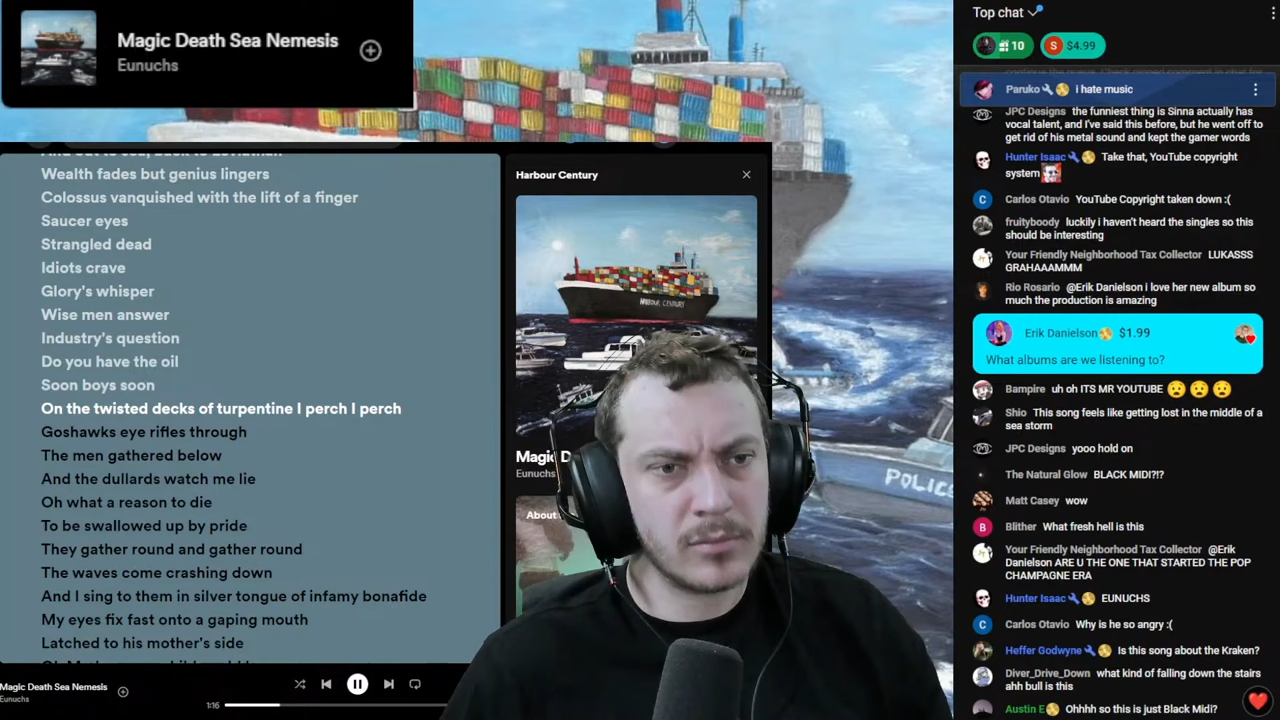 Magic Death Sea Nemesis
Eunuchs
Wealth fades but genius lingers
Colossus vanquished with the lift of a finger
Saucer eyes
Strangled dead
Idiots crave
Glory's whisper
Wise men answer
Industry's question
Do you have the oil
Soon boys soon
On the twisted decks of turpentine I perch I perch
Goshawks eye rifles through
The men gathered below
And the dullards watch me lie
Oh what a reason to die
To be swallowed up by pride
They gather round and gather round
The waves come crashing down
And I sing to them in silver tongue of infamy bonafide
My eyes fix fast onto a gaping mouth
Latched to his mother's side
Harbour Century
HARBOUR CENTURY
Magic D
Eunuchs
About
POLICE
Magic Death Sea Nemesis
Eunuchs
1:16
Top chat
10
S $4.99
Paruko i hate music
JPC Designs the funniest thing is Sinna actually has
vocal talent, and I've said this before, but he went off to
get rid of his metal sound and kept the gamer words
Hunter Isaac Take that, YouTube copyright
system
C Carlos Otavio YouTube Copyright taken down :(
fruityboody luckily i haven't heard the singles so this
should be interesting
Your Friendly Neighborhood Tax Collector LUKASSS
GRAHAAAMMM
Rio Rosario @Erik Danielson i love her new album so
much the production is amazing
Erik Danielson $1.99
What albums are we listening to?
Bampire uh oh ITS MR YOUTUBE
Shio This song feels like getting lost in the middle of a
sea storm
JPC Designs yooo hold on
The Natural Glow BLACK MIDI?!?
Matt Casey wow
B Blither What fresh hell is this
Your Friendly Neighborhood Tax Collector @Erik
Danielson ARE U THE ONE THAT STARTED THE POP
CHAMPAGNE ERA
Hunter Isaac EUNUCHS
C Carlos Otavio Why is he so angry :(
Heffer Godwyne Is this song about the Kraken?
Diver_Drive_Down what kind of falling down the stairs
ahh bull is this
Austin E Ohhhh so this is just Black Midi?